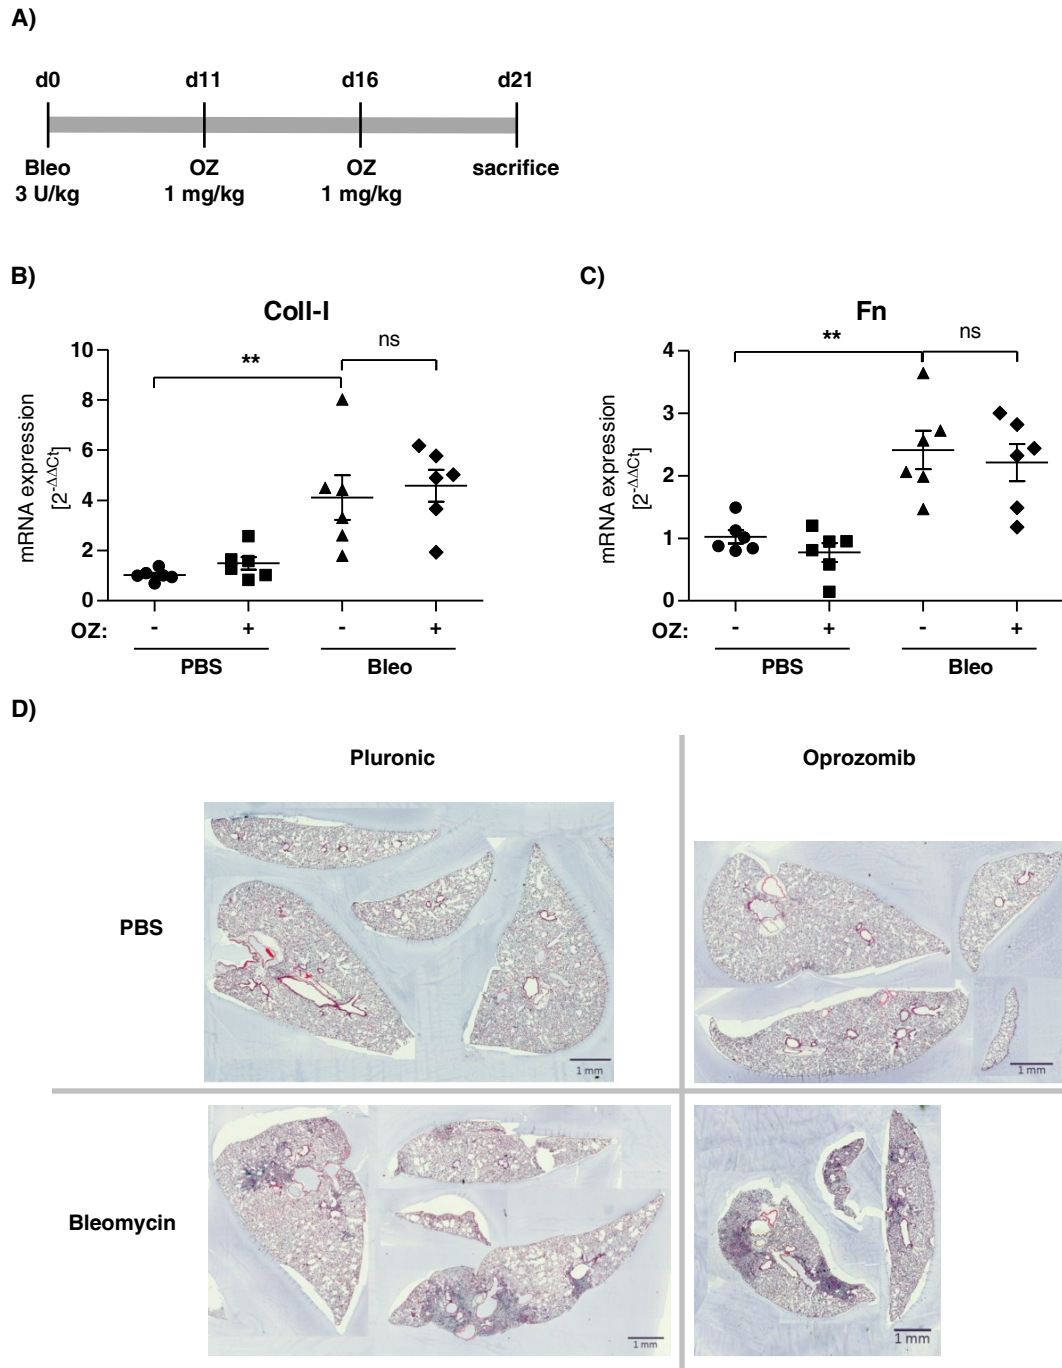 A)
d0 d11 d16 d21
Bleo OZ OZ sacrifice
3 U/kg 1 mg/kg 1 mg/kg
B)
Coll-I
**
ns
mRNA expression
[2-ΔΔCt]
10
8
6
4
2
0
OZ: - + - +
PBS Bleo
C)
Fn
**
ns
mRNA expression
[2-ΔΔCt]
4
3
2
1
0
OZ: - + - +
PBS Bleo
D)
Pluronic Oprozomib
PBS
1 mm
1 mm
Bleomycin
1 mm
1 mm